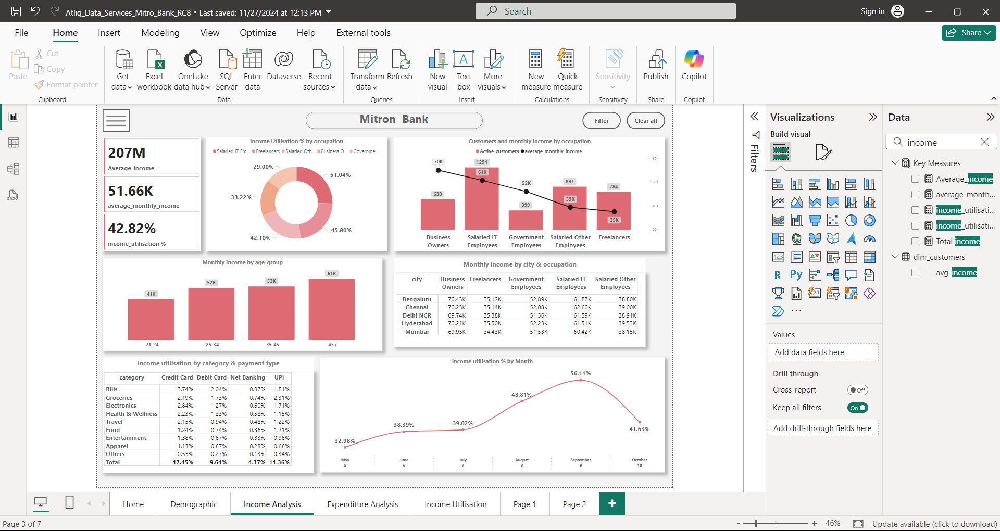 Atliq_Data_Services_Mitro_Bank_RC8 • Last saved: 11/27/2024 at 12:13 PM
Search
Sign in
File Home Insert Modeling View Optimize Help External tools
Share
Paste
Cut
Copy
Format painter
Clipboard
Get data
Excel workbook
OneLake data hub
SQL Server
Enter data
Dataverse
Recent sources
Data
Transform data
Refresh
Queries
New visual
Text box
More visuals
Insert
New measure
Quick measure
Calculations
Sensitivity
Sensitivity
Publish
Share
Copilot
Copilot
Mitron Bank
Filter
Clear all
207M
Average_income
51.66K
average_monthly_income
42.82%
income_utilisation %
Income Utilisation % by occupation
Salaried IT Em... Freelancers Salaried Oth... Business O... Governme...
29.00%
51.04%
33.22%
45.80%
42.10%
Customers and monthly income by occupation
Active_customers average_monthly_income
80K
60K
40K
20K
70K
1294
61K
52K
893
784
630
39K
399
35K
Business Owners
Salaried IT Employees
Government Employees
Salaried Other Employees
Freelancers
Monthly Income by age_group
41K
52K
53K
61K
21-24 25-34 35-45 45+
Monthly income by city & occupation
city Business Owners Freelancers Government Employees Salaried IT Employees Salaried Other Employees
Bengaluru 70.43K 35.12K 52.89K 61.87K 38.80K
Chennai 70.23K 35.14K 52.08K 62.60K 39.00K
Delhi NCR 69.74K 35.38K 51.56K 61.59K 38.91K
Hyderabad 70.21K 35.50K 52.23K 61.51K 39.53K
Mumbai 69.95K 34.43K 51.53K 60.42K 38.15K
Income utilisation by category & payment type
category Credit Card Debit Card Net Banking UPI
Bills 3.74% 2.04% 0.87% 1.81%
Groceries 2.19% 1.73% 0.74% 2.31%
Electronics 2.84% 1.27% 0.60% 1.71%
Health & Wellness 2.23% 1.33% 0.58% 1.15%
Travel 2.15% 0.94% 0.48% 1.22%
Food 1.24% 0.74% 0.36% 1.21%
Entertainment 1.38% 0.67% 0.33% 0.96%
Apparel 1.13% 0.67% 0.28% 0.66%
Others 0.55% 0.27% 0.13% 0.34%
Total 17.45% 9.64% 4.37% 11.36%
Income utilisation % by Month
32.98%
38.39%
39.02%
48.81%
56.11%
41.63%
May June July August September October
5 6 7 8 9 10
Filters
Visualizations
Build visual
123
R
Py
123
...
Values
Add data fields here
Drill through
Cross-report
Off
Keep all filters
On
Add drill-through fields here
Data
income
Key Measures
Average_income
average_month...
income_utilisati...
income_utilisati...
Total income
dim_customers
avg_income
DAX
Home Demographic Income Analysis Expenditure Analysis Income Utilisation Page 1 Page 2 +
Page 3 of 7
- + 46%
Update available (click to download)